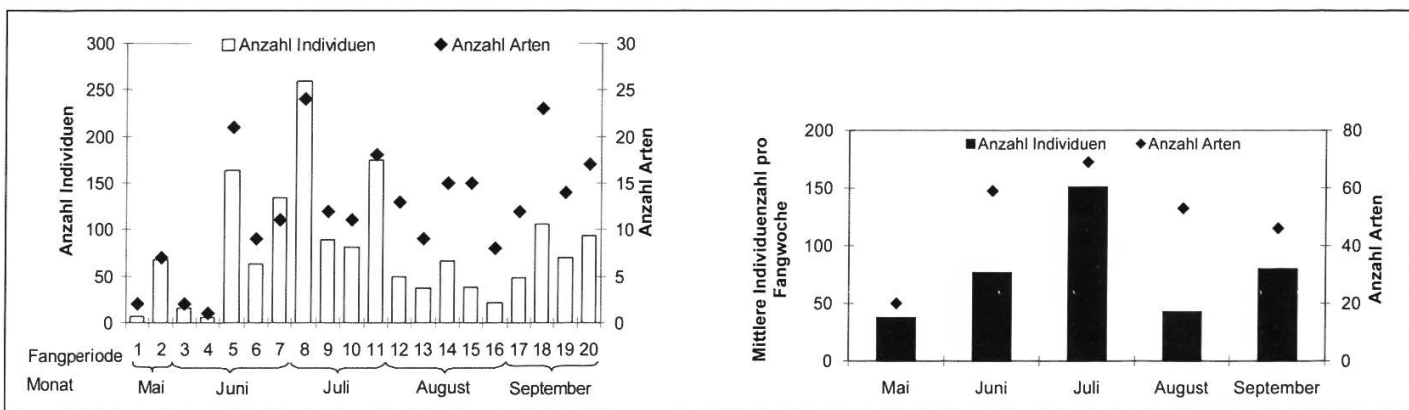 Anzahl Individuen Anzahl Arten
300
250
200
150
100
50
0
Anzahl Individuen
30
25
20
15
10
5
0
Anzahl Arten
Fangperiode 1 2 3 4 5 6 7 8 9 10 11 12 13 14 15 16 17 18 19 20
Monat Mai Juni Juli August September
Anzahl Individuen Anzahl Arten
200
150
100
50
0
Mittlere Individuenzahl pro
Fangwoche
80
60
40
20
0
Anzahl Arten
Mai Juni Juli August September